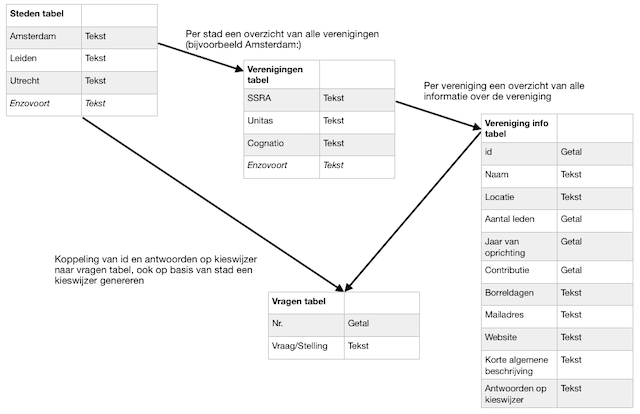 Steden tabel
Amsterdam Tekst
Leiden Tekst
Utrecht Tekst
Enzovoort Tekst
Per stad een overzicht van alle verenigingen
(bijvoorbeeld Amsterdam:)
Verenigingen
tabel
SSRA Tekst
Unitas Tekst
Cognatio Tekst
Enzovoort Tekst
Per vereniging een overzicht van alle
informatie over de vereniging
Vereniging info
tabel
id Getal
Naam Tekst
Locatie Tekst
Aantal leden Getal
Jaar van Getal
oprichting
Contributie Getal
Borreldagen Tekst
Mailadres Tekst
Website Tekst
Korte algemene Tekst
beschrijving
Antwoorden op Tekst
kieswijzer
Koppeling van id en antwoorden op kieswijzer
naar vragen tabel, ook op basis van stad een
kieswijzer genereren
Vragen tabel
Nr. Getal
Vraag/Stelling Tekst